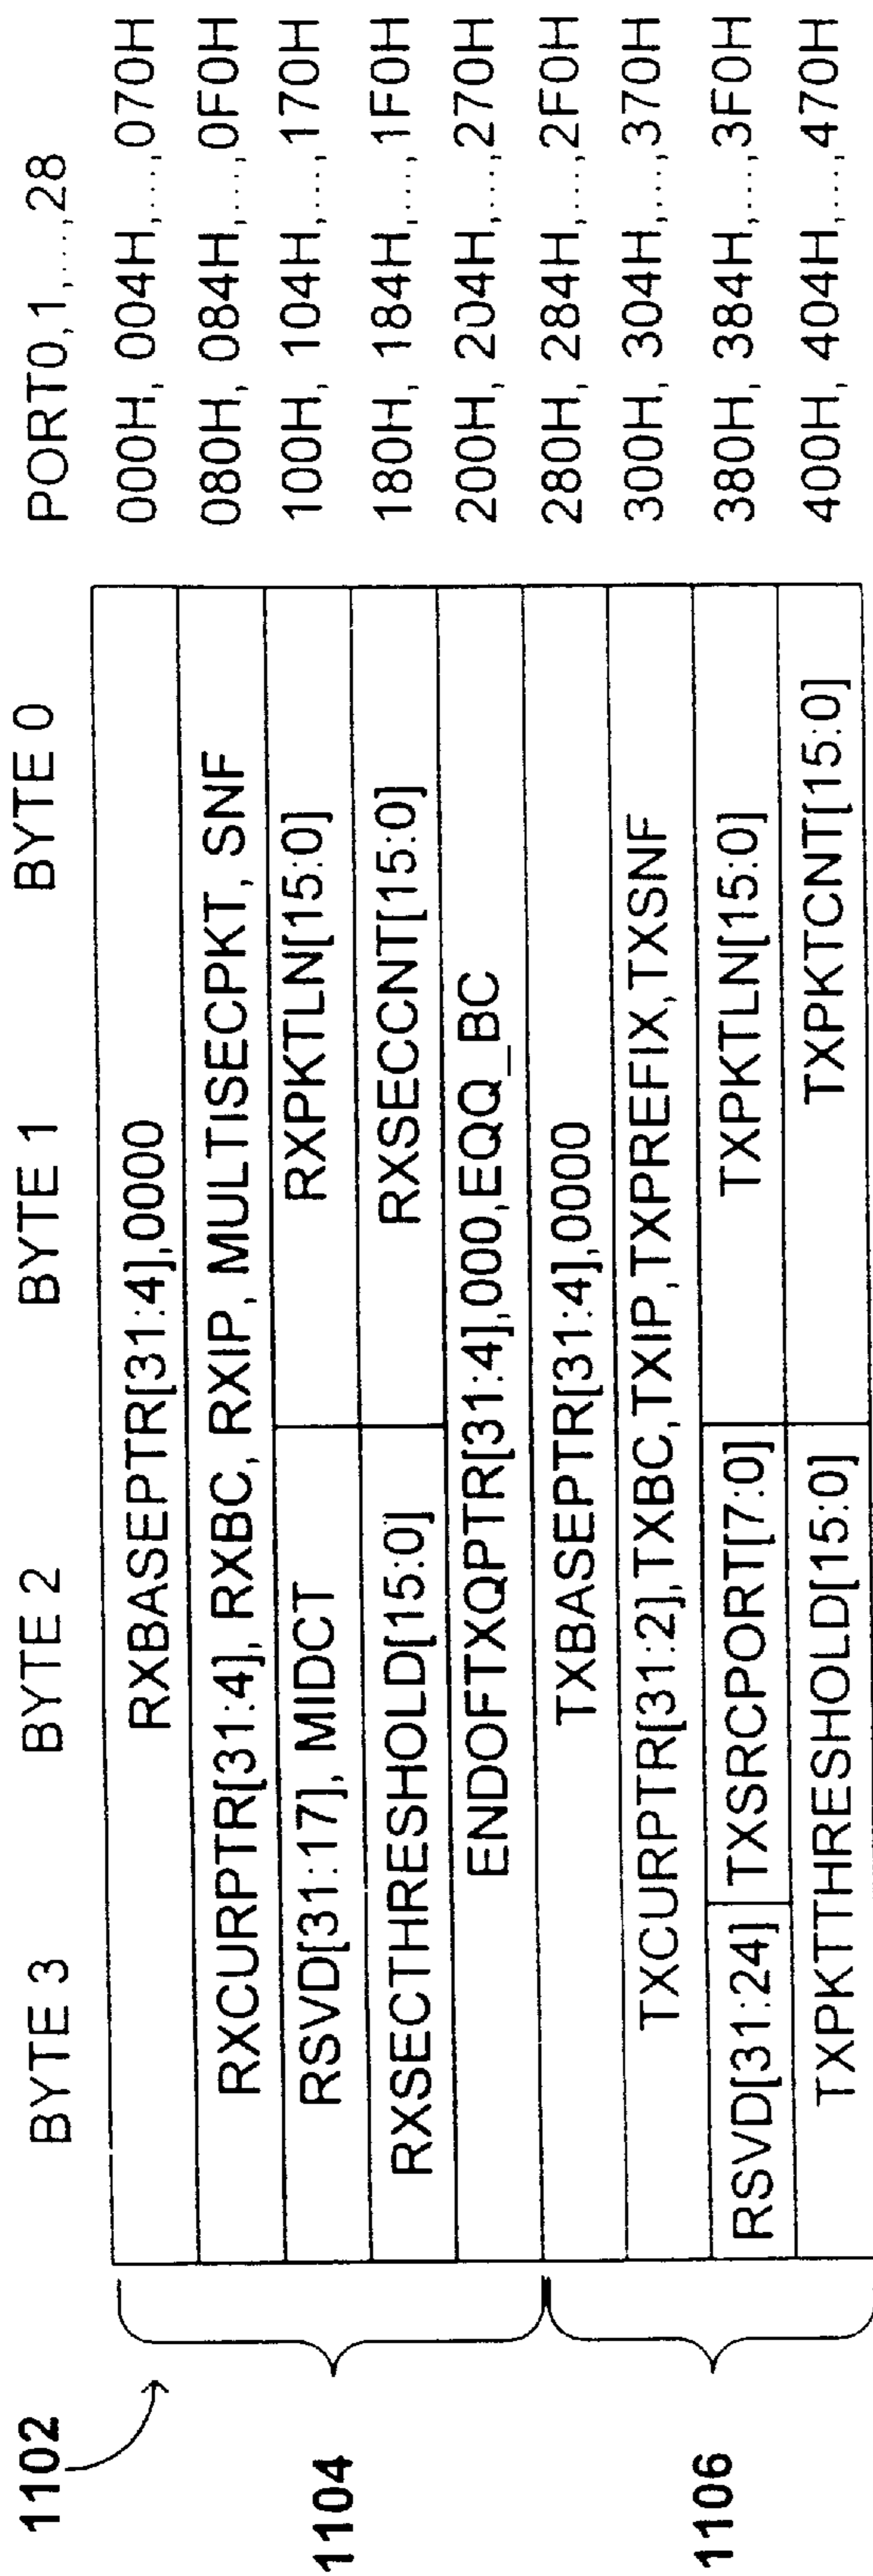 1102
BYTE 3 BYTE 2 BYTE 1 BYTE 0 PORT0,1,...,28
1104
RXBASEPTR[31:4],0000 000H, 004H,...,070H
RXCURPTR[31:4], RXBC, RXIP, MULTISECPKT, SNF 080H, 084H,...,0F0H
RSVD[31:17], MIDCT RXPKTLN[15:0] 100H, 104H,...,170H
RXSECTHRESHOLD[15:0] RXSECCNT[15:0] 180H, 184H,...,1F0H
ENDOFTXQPTR[31:4],000,EQQ_BC 200H, 204H,...,270H
1106
TXBASEPTR[31:4],0000 280H, 284H,...,2F0H
TXCURPTR[31:2],TXBC,TXIP,TXPREFIX,TXSNF 300H, 304H,...,370H
RSVD[31:24] TXSRCPORT[7:0] TXPKTLN[15:0] 380H, 384H,...,3F0H
TXPKTTHRESHOLD[15:0] TXPKTCNT[15:0] 400H, 404H,...,470H